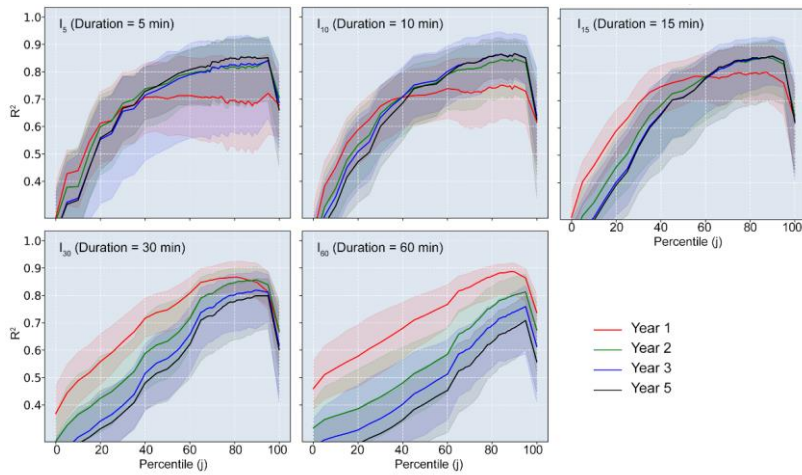 I5 (Duration = 5 min)
I10 (Duration = 10 min)
I15 (Duration = 15 min)
1.0
0.9
0.8
0.7
0.6
0.5
0.4
R²
0 20 40 60 80 100
Percentile (j)
I30 (Duration = 30 min)
I60 (Duration = 60 min)
1.0
0.9
0.8
0.7
0.6
0.5
0.4
R²
0 20 40 60 80 100
Percentile (j)
0 20 40 60 80 100
Percentile (j)
Year 1
Year 2
Year 3
Year 5